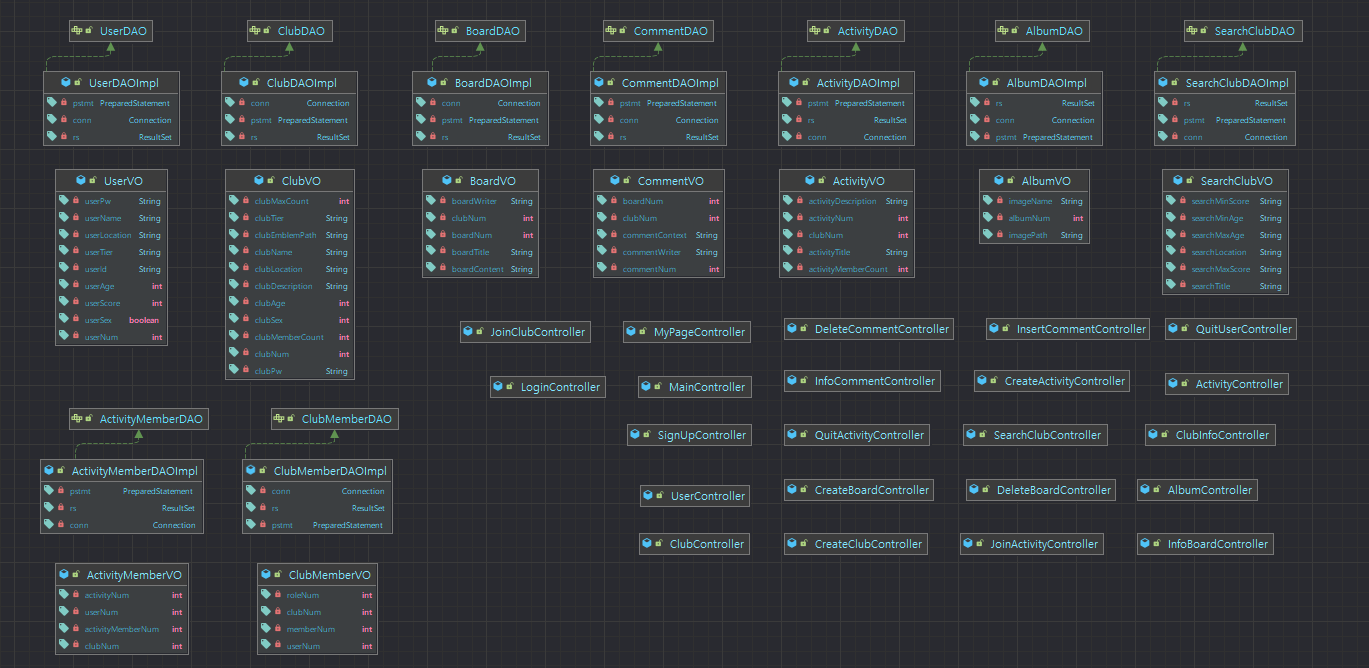 UserDAO
ClubDAO
BoardDAO
CommentDAO
ActivityDAO
AlbumDAO
SearchClubDAO
UserDAOImpl
pstmt PreparedStatement
conn Connection
rs ResultSet
ClubDAOImpl
conn Connection
pstmt PreparedStatement
rs ResultSet
BoardDAOImpl
conn Connection
pstmt PreparedStatement
rs ResultSet
CommentDAOImpl
pstmt PreparedStatement
conn Connection
rs ResultSet
ActivityDAOImpl
pstmt PreparedStatement
rs ResultSet
conn Connection
AlbumDAOImpl
rs ResultSet
conn Connection
pstmt PreparedStatement
SearchClubDAOImpl
rs ResultSet
pstmt PreparedStatement
conn Connection
UserVO
userPw String
userName String
userLocation String
userTier String
userId String
userAge int
userScore int
userSex boolean
userNum int
ClubVO
clubMaxCount int
clubTier String
clubEmblemPath String
clubName String
clubLocation String
clubDescription String
clubAge int
clubSex int
clubMemberCount int
clubNum int
clubPw String
BoardVO
boardWriter String
clubNum int
boardNum int
boardTitle String
boardContent String
CommentVO
boardNum int
clubNum int
commentContext String
commentWriter String
commentNum int
ActivityVO
activityDescription String
activityNum int
clubNum int
activityTitle String
activityMemberCount int
AlbumVO
imageName String
albumNum int
imagePath String
SearchClubVO
searchMinScore String
searchMinAge String
searchMaxAge String
searchLocation String
searchMaxScore String
searchTitle String
JoinClubController
MyPageController
DeleteCommentController
InsertCommentController
QuitUserController
LoginController
MainController
InfoCommentController
CreateActivityController
ActivityController
ActivityMemberDAO
ClubMemberDAO
SignUpController
QuitActivityController
SearchClubController
ClubInfoController
ActivityMemberDAOImpl
pstmt PreparedStatement
rs ResultSet
conn Connection
ClubMemberDAOImpl
conn Connection
rs ResultSet
pstmt PreparedStatement
UserController
CreateBoardController
DeleteBoardController
AlbumController
ClubController
CreateClubController
JoinActivityController
InfoBoardController
ActivityMemberVO
activityNum int
userNum int
activityMemberNum int
clubNum int
ClubMemberVO
roleNum int
clubNum int
memberNum int
userNum int